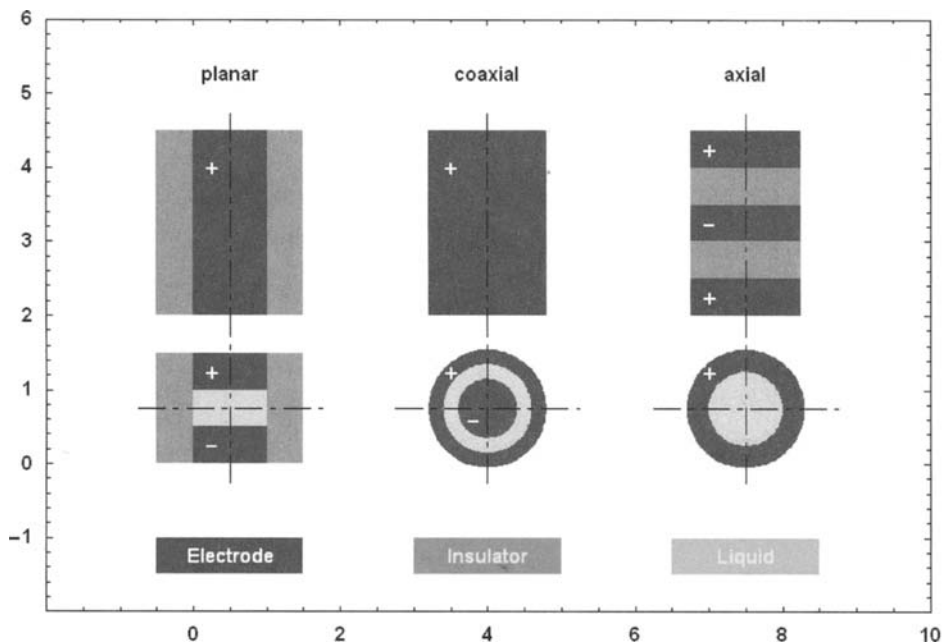 6
planar coaxial axial
5
+ + +
4
−
3
+
2
+ + +
1
− −
0
Electrode Insulator Liquid
−1
0 2 4 6 8 10